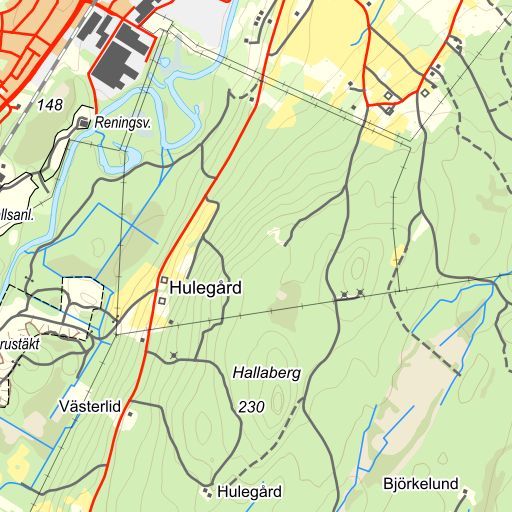 148
Reningsv.
llsanl.
Hulegård
rustäkt
Hallaberg
230
Västerlid
Björkelund
Hulegård